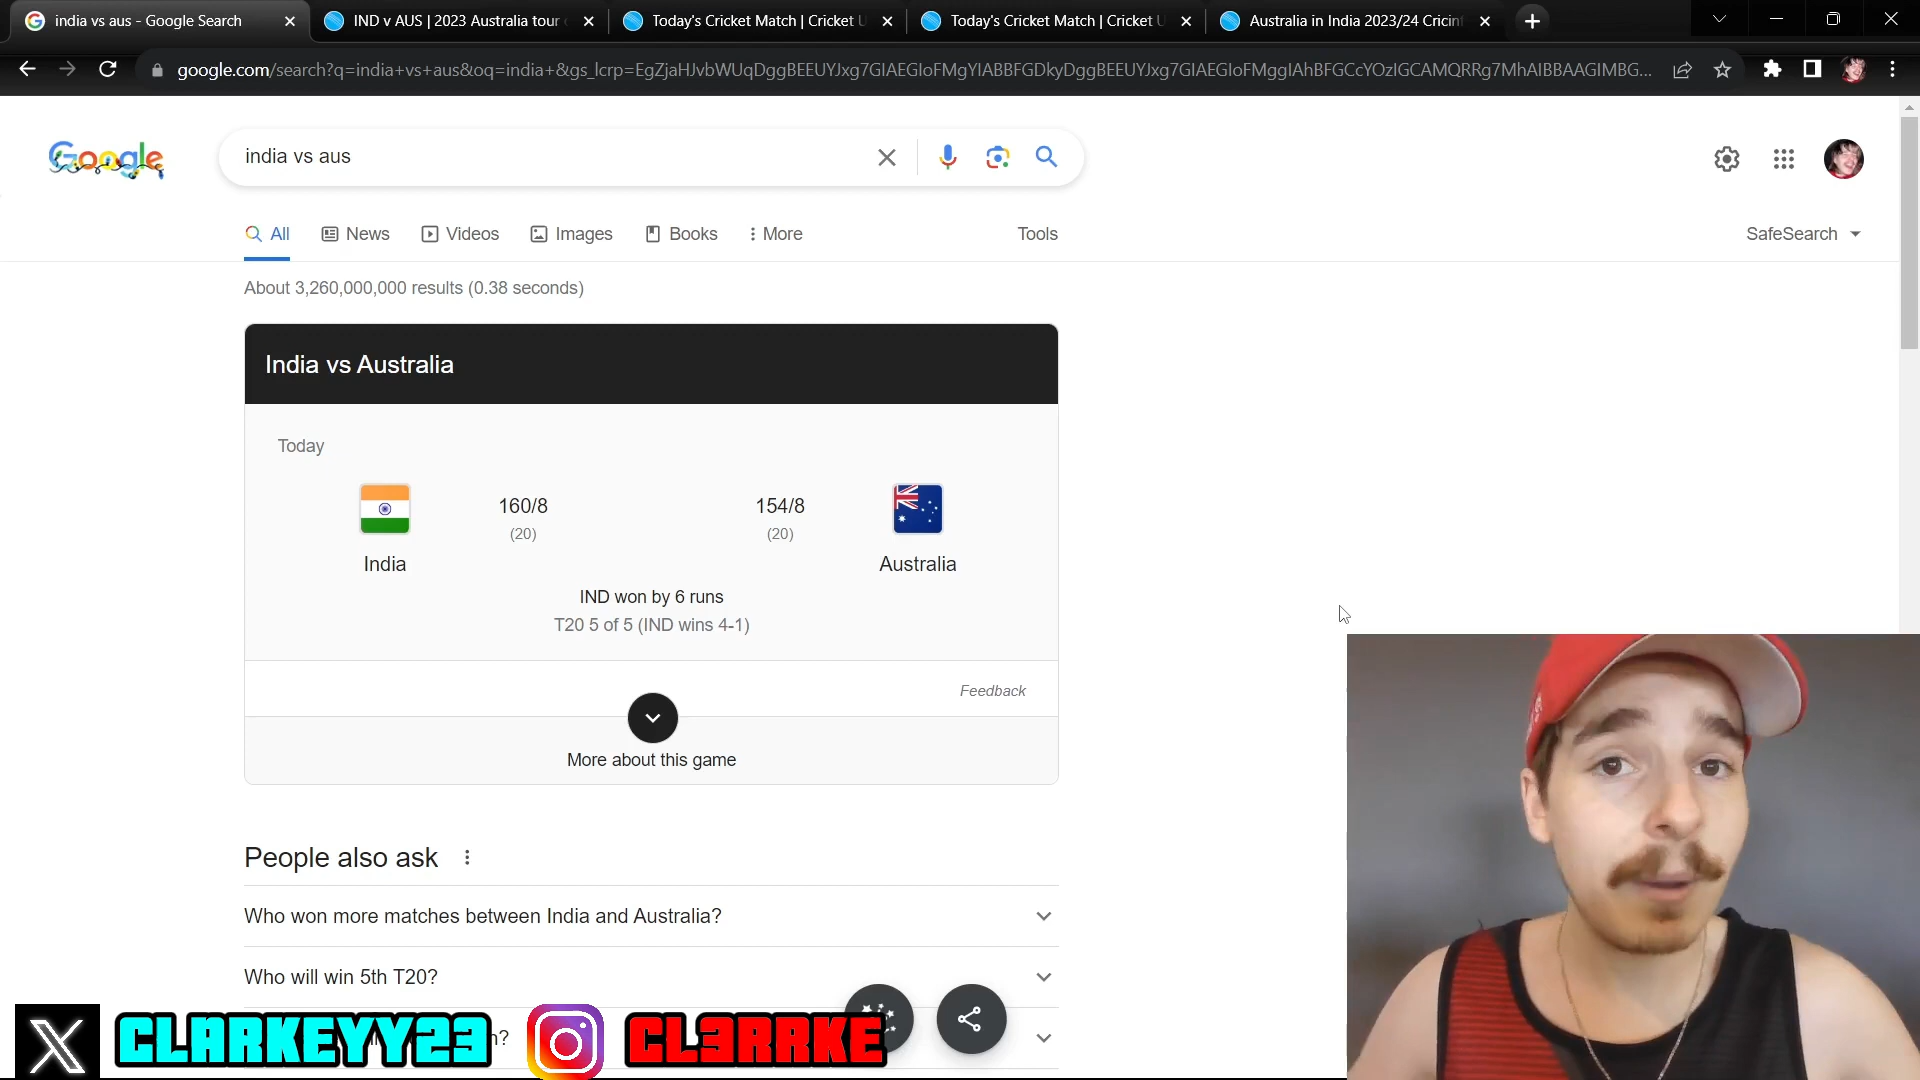 india vs aus - Google Search
IND v AUS | 2023 Australia tour
Today's Cricket Match | Cricket U
Today's Cricket Match | Cricket U
Australia in India 2023/24 Cricinf
google.com/search?q=india+vs+aus&oq=india+&gs_lcrp=EgZjaHJvbWUqDggBEEUYJxg7GIAEGIoFMgYIABBFGDkyDggBEEUYJxg7GIAEGIoFMggIAhBFGCcYOzIGCAMQRRg7MhAIBBAAGIMBG...
Google
india vs aus
All
News
Videos
Images
Books
More
Tools
SafeSearch
About 3,260,000,000 results (0.38 seconds)
India vs Australia
Today
160/8
154/8
(20)
(20)
India
Australia
IND won by 6 runs
T20 5 of 5 (IND wins 4-1)
Feedback
More about this game
People also ask
Who won more matches between India and Australia?
Who will win 5th T20?
X CLARKEYY23
CL3RRKE